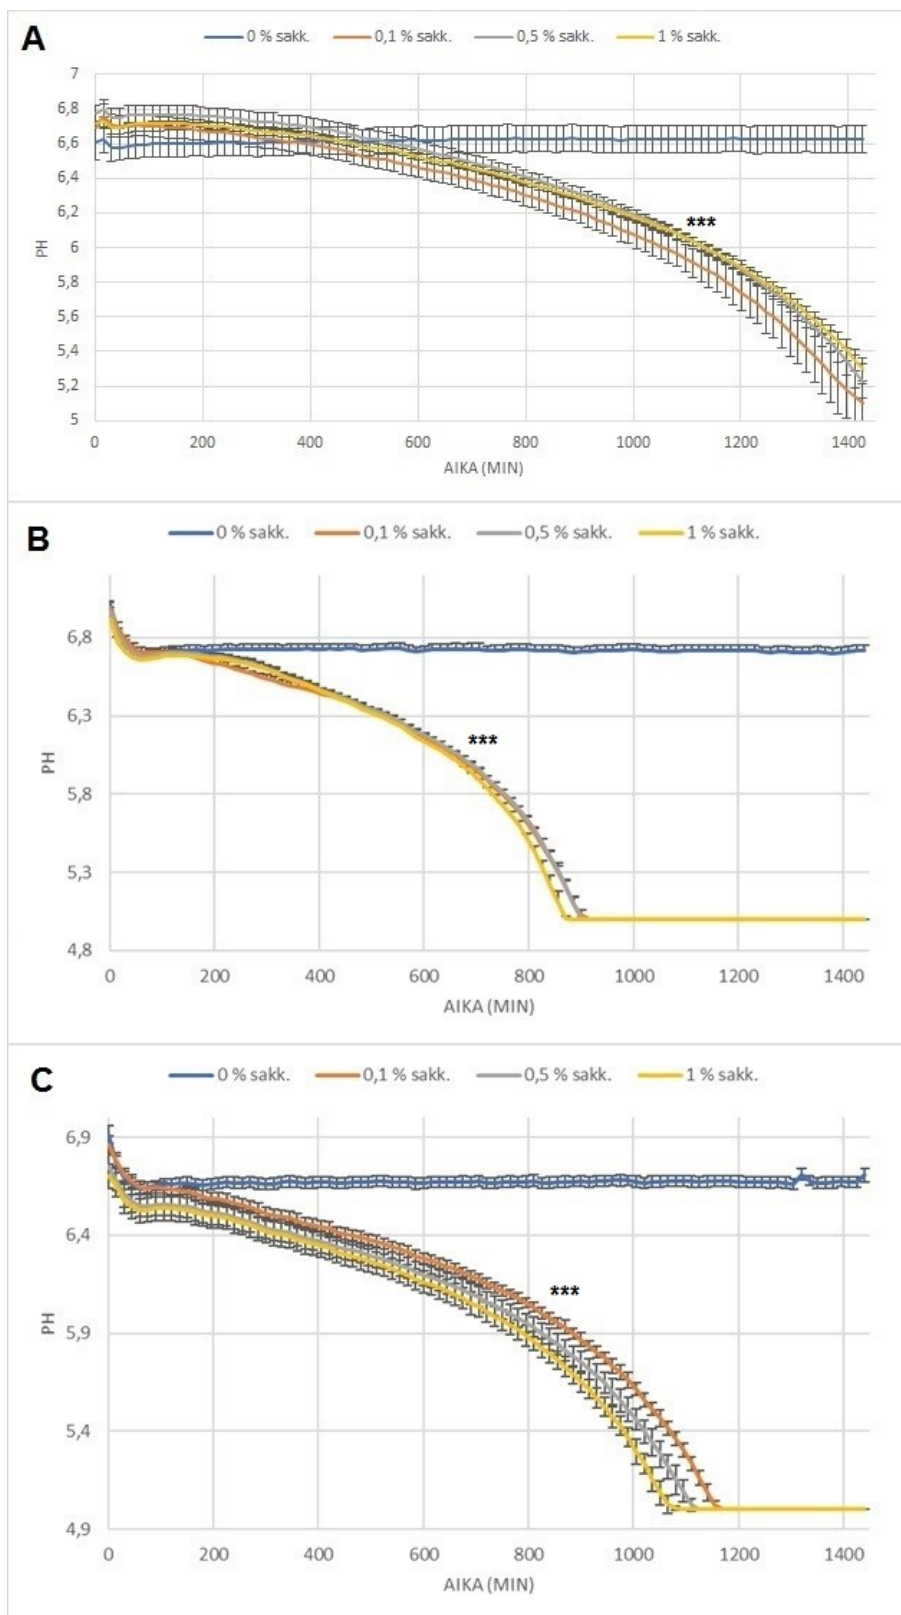 A
0 % sakk. 0,1 % sakk. 0,5 % sakk. 1 % sakk.
7
6,8
6,6
6,4
6,2
6
5,8
5,6
5,4
5,2
5
PH
***
0 200 400 600 800 1000 1200 1400
AIKA (MIN)
B
0 % sakk. 0,1 % sakk. 0,5 % sakk. 1 % sakk.
6,8
6,3
5,8
5,3
4,8
PH
***
0 200 400 600 800 1000 1200 1400
AIKA (MIN)
C
0 % sakk. 0,1 % sakk. 0,5 % sakk. 1 % sakk.
6,9
6,4
5,9
5,4
4,9
PH
***
0 200 400 600 800 1000 1200 1400
AIKA (MIN)